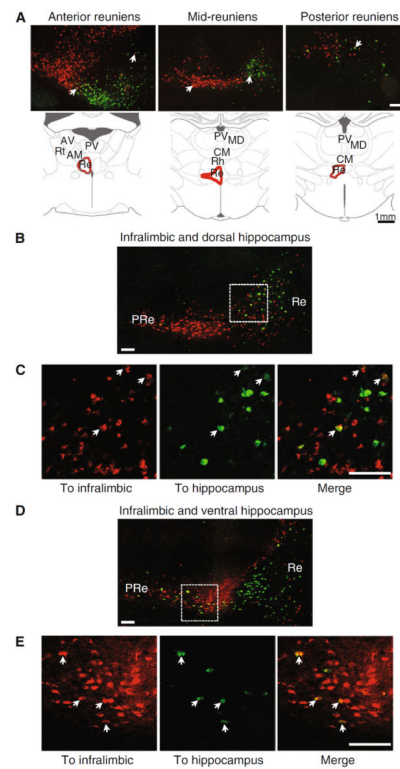 A
Anterior reuniens
Mid-reuniens
Posterior reuniens
AV
PV
Rt
AM
Re
PV
MD
CM
Rh
Re
PV
MD
CM
Re
1mm
B
Infralimbic and dorsal hippocampus
Re
PRe
C
To infralimbic
To hippocampus
Merge
D
Infralimbic and ventral hippocampus
Re
PRe
E
To infralimbic
To hippocampus
Merge